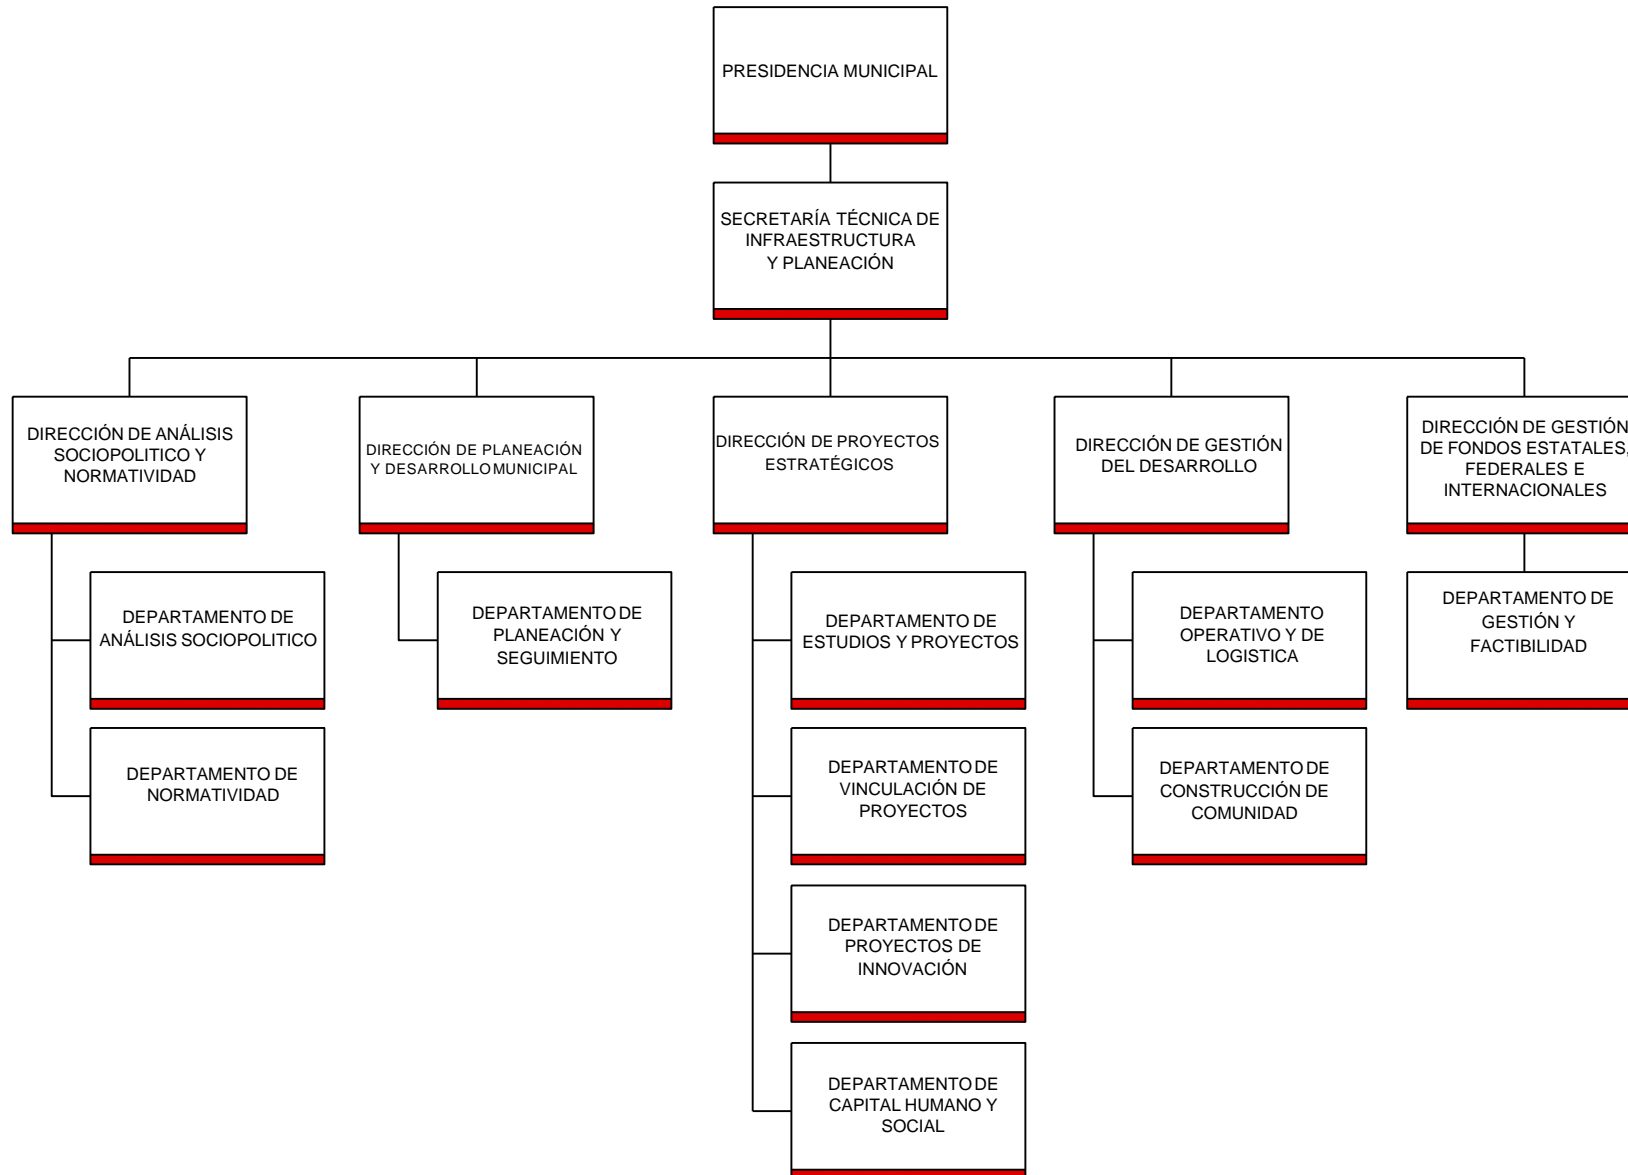 PRESIDENCIA MUNICIPAL
SECRETARÍA TÉCNICA DE
INFRAESTRUCTURA
Y PLANEACIÓN
DIRECCIÓN DE ANÁLISIS
SOCIOPOLITICO Y
NORMATIVIDAD
DIRECCIÓN DE PLANEACIÓN
Y DESARROLLO MUNICIPAL
DIRECCIÓN DE PROYECTOS
ESTRATÉGICOS
DIRECCIÓN DE GESTIÓN
DEL DESARROLLO
DIRECCIÓN DE GESTIÓN
DE FONDOS ESTATALES,
FEDERALES E
INTERNACIONALES
DEPARTAMENTO DE
ANÁLISIS SOCIOPOLITICO
DEPARTAMENTO DE
PLANEACIÓN Y
SEGUIMIENTO
DEPARTAMENTO DE
ESTUDIOS Y PROYECTOS
DEPARTAMENTO
OPERATIVO Y DE
LOGISTICA
DEPARTAMENTO DE
GESTIÓN Y
FACTIBILIDAD
DEPARTAMENTO DE
NORMATIVIDAD
DEPARTAMENTO DE
VINCULACIÓN DE
PROYECTOS
DEPARTAMENTO DE
CONSTRUCCIÓN DE
COMUNIDAD
DEPARTAMENTO DE
PROYECTOS DE
INNOVACIÓN
DEPARTAMENTO DE
CAPITAL HUMANO Y
SOCIAL